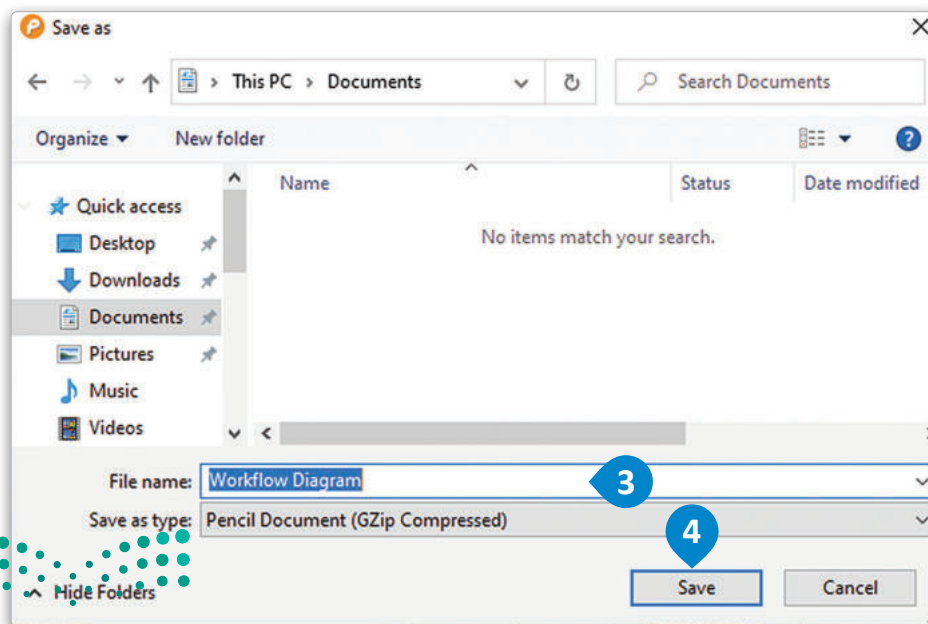 Save as
This PC > Documents
Search Documents
Organize
New folder
Name
Status
Date modified
Quick access
No items match your search.
Desktop
Downloads
Documents
Pictures
Music
Videos
File name: Workflow Diagram
3
Save as type: Pencil Document (GZip Compressed)
4
Hide Folders
Save
Cancel